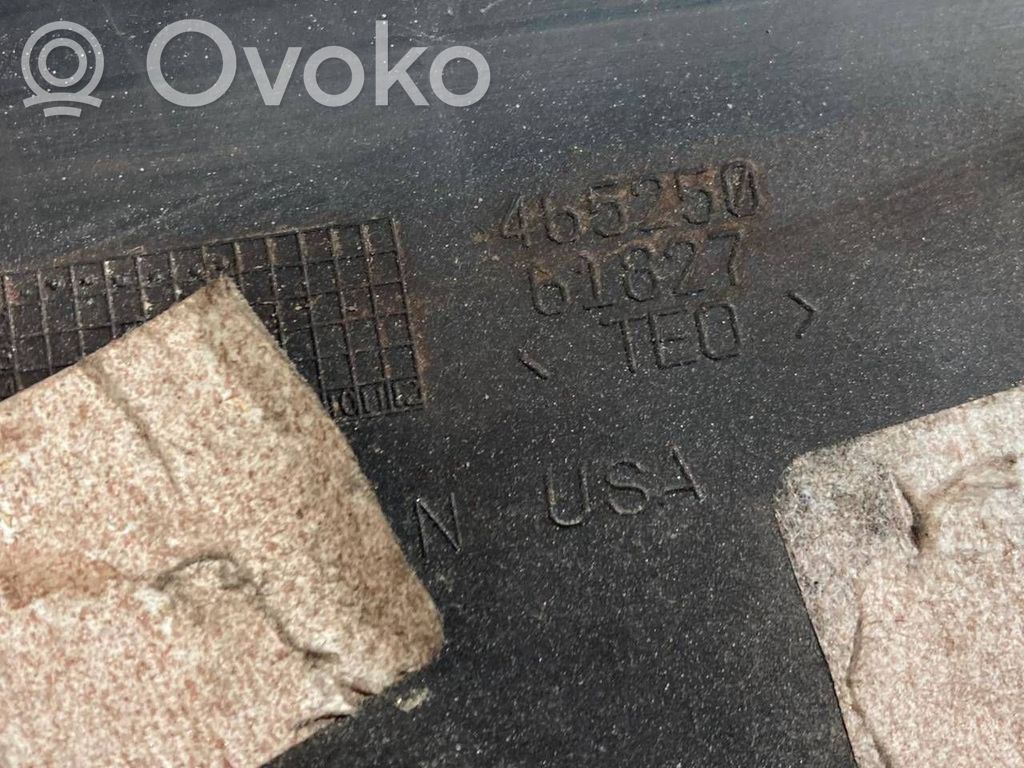 Ovoko
465250
61827
< TEO >
N USA